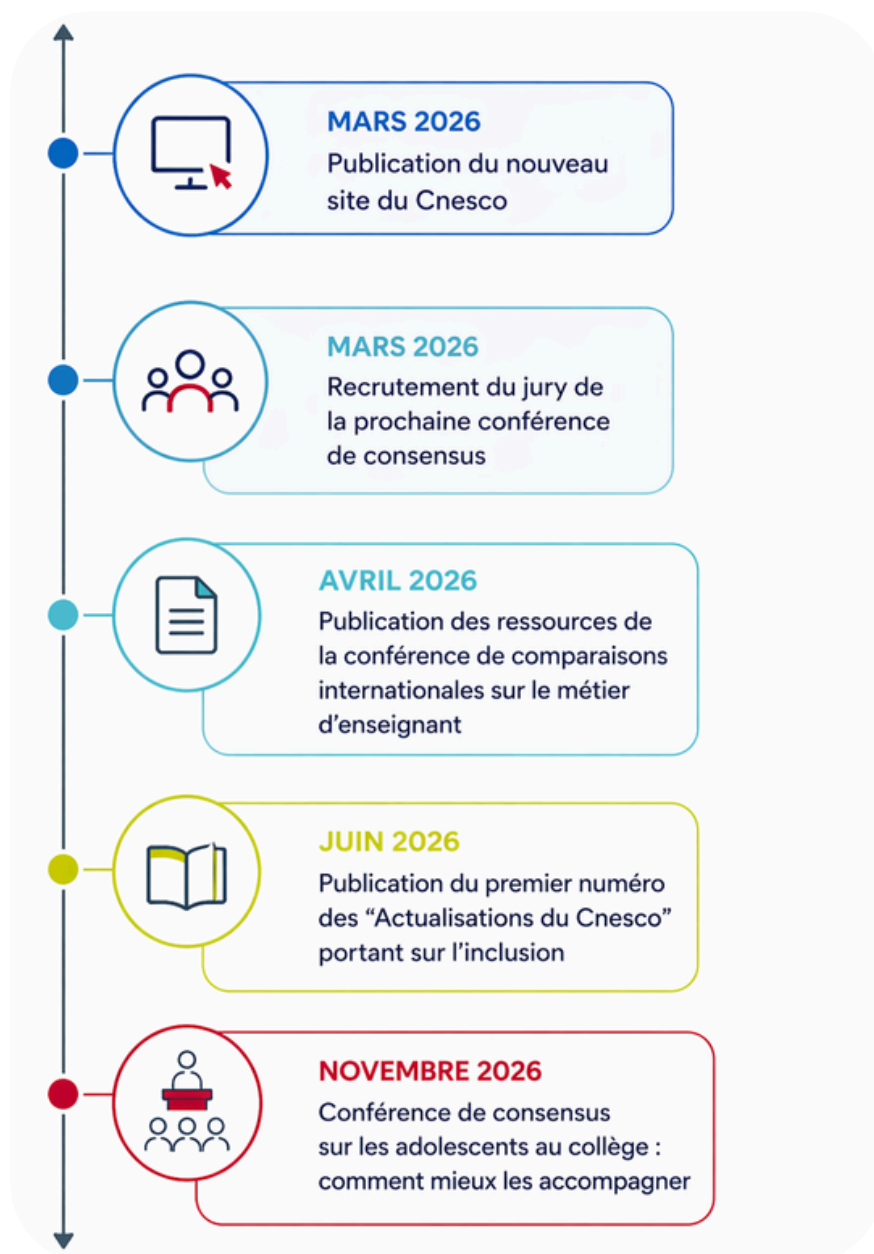 MARS 2026
Publication du nouveau
site du Cnesco
MARS 2026
Recrutement du jury de
la prochaine conférence
de consensus
AVRIL 2026
Publication des ressources de
la conférence de comparaisons
internationales sur le métier
d’enseignant
JUIN 2026
Publication du premier numéro
des “Actualisations du Cnesco”
portant sur l’inclusion
NOVEMBRE 2026
Conférence de consensus
sur les adolescents au collège :
comment mieux les accompagner